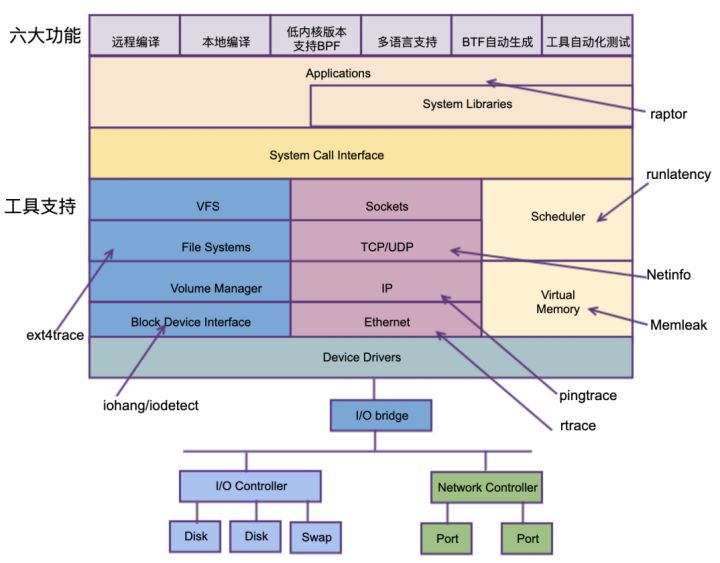 六大功能
远程编译
本地编译
低内核版本
支持BPF
多语言支持
BTF自动生成
工具自动化测试
Applications
System Libraries
raptor
System Call Interface
runlatency
工具支持
VFS
Sockets
Scheduler
File Systems
TCP/UDP
Netinfo
Volume Manager
IP
Virtual
Memory
Memleak
ext4trace
Block Device Interface
Ethernet
Device Drivers
pingtrace
iohang/iodetect
I/O bridge
rtrace
I/O Controller
Network Controller
Disk
Disk
Swap
Port
Port